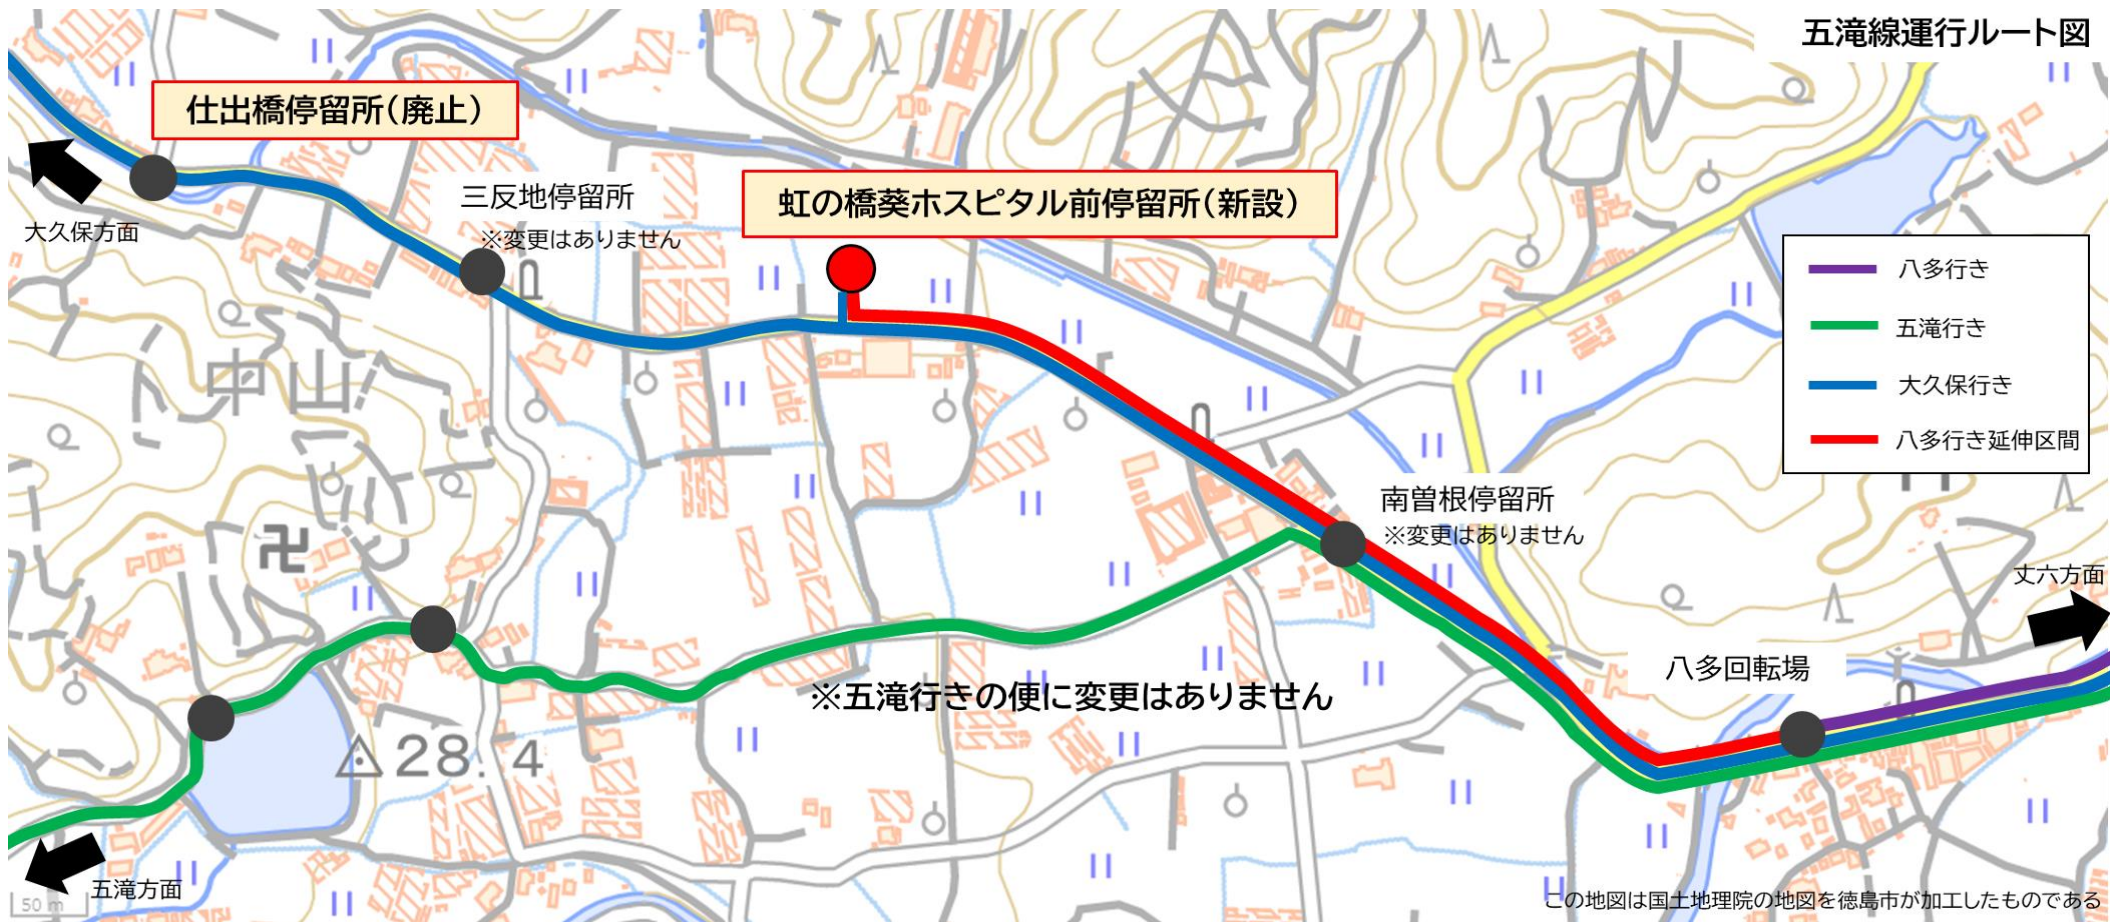 五滝線運行ルート図
仕出橋停留所(廃止)
三反地停留所
※変更はありません
虹の橋葵ホスピタル前停留所(新設)
大久保方面
八多行き
五滝行き
大久保行き
八多行き延伸区間
中山
南曽根停留所
※変更はありません
丈六方面
八多回転場
※五滝行きの便に変更はありません
28.4
五滝方面
50 m
この地図は国土地理院の地図を徳島市が加工したものである